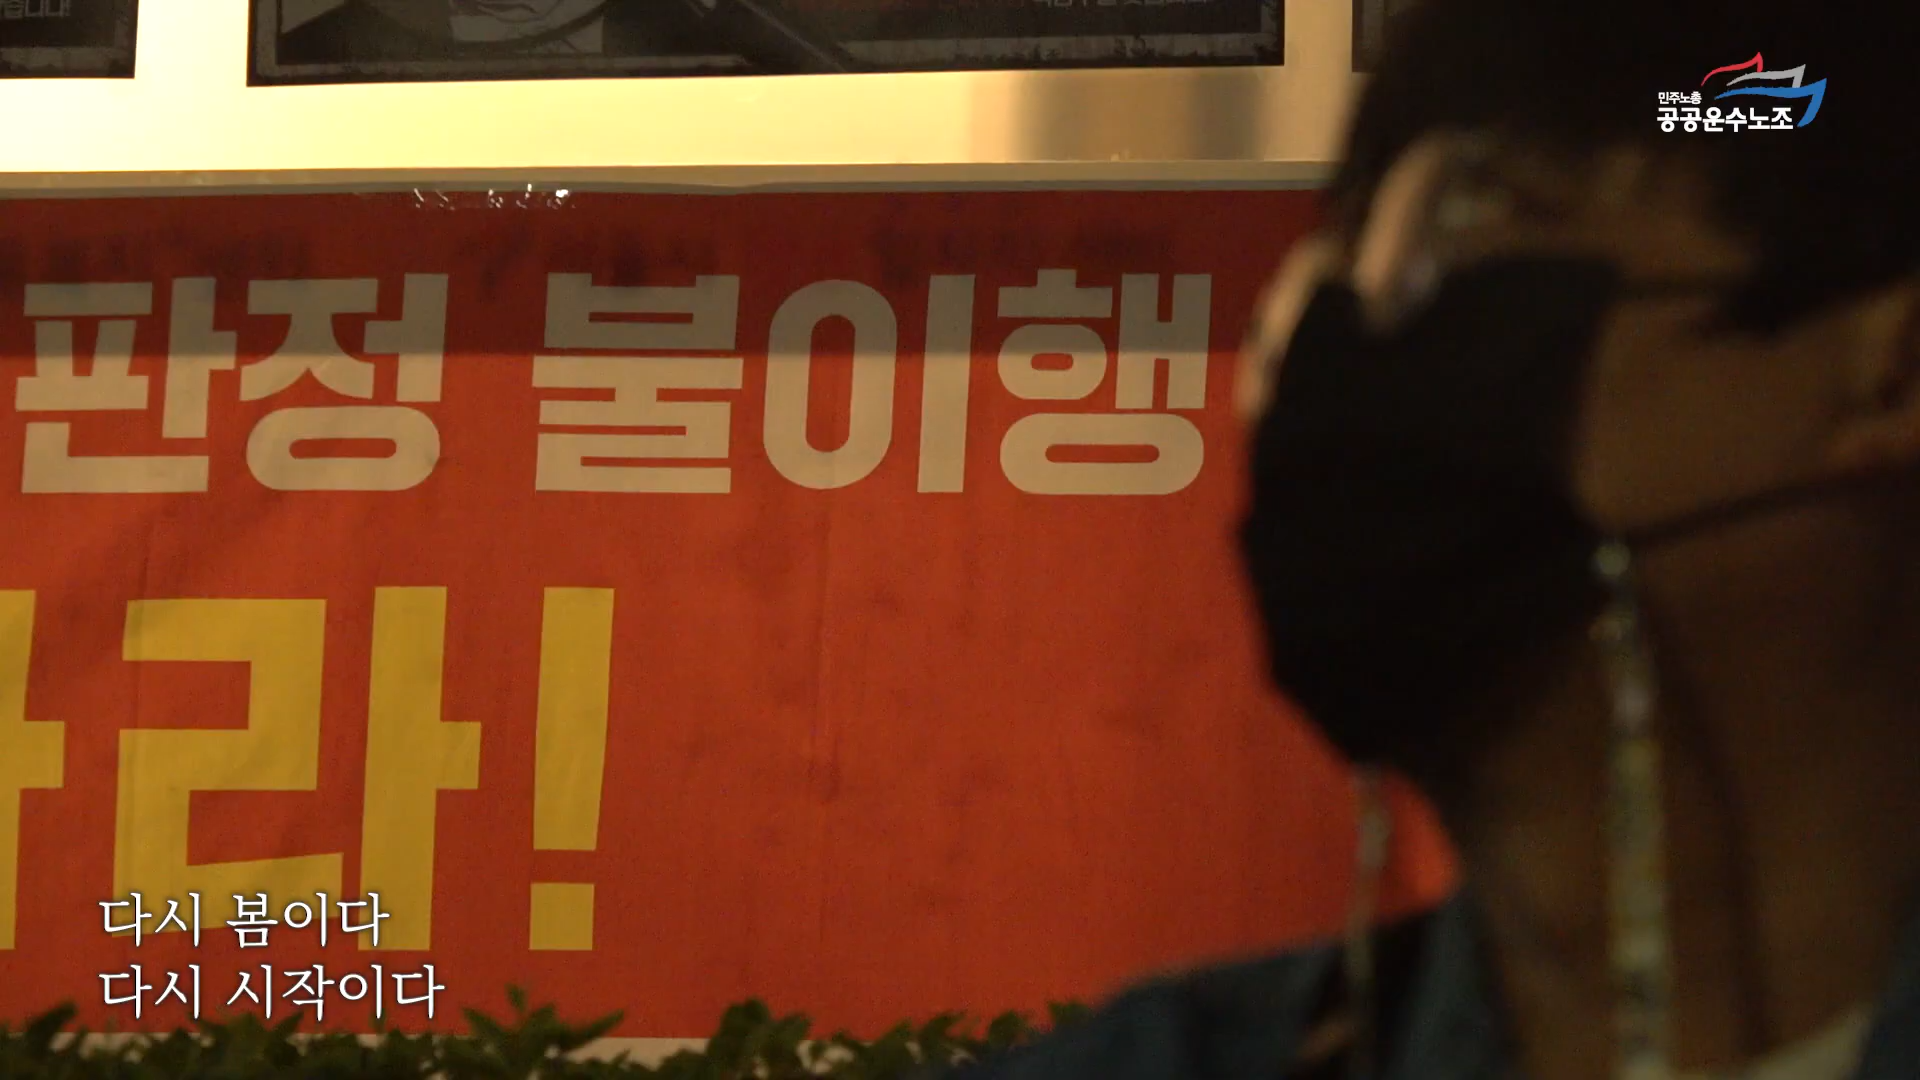 민주노총
공공운수노조
판정 불이행
라!
다시 봄이다
다시 시작이다